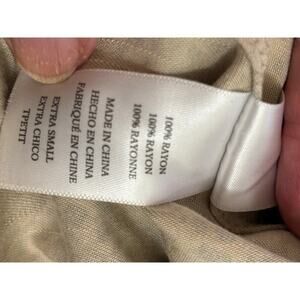 100% RAYON
100% RAYON
100% RAYONNE
MADE IN CHINA
HECHO EN CHINA
FABRIQUÉ EN CHINE
EXTRA SMALL
EXTRA CHICO
TPETIT